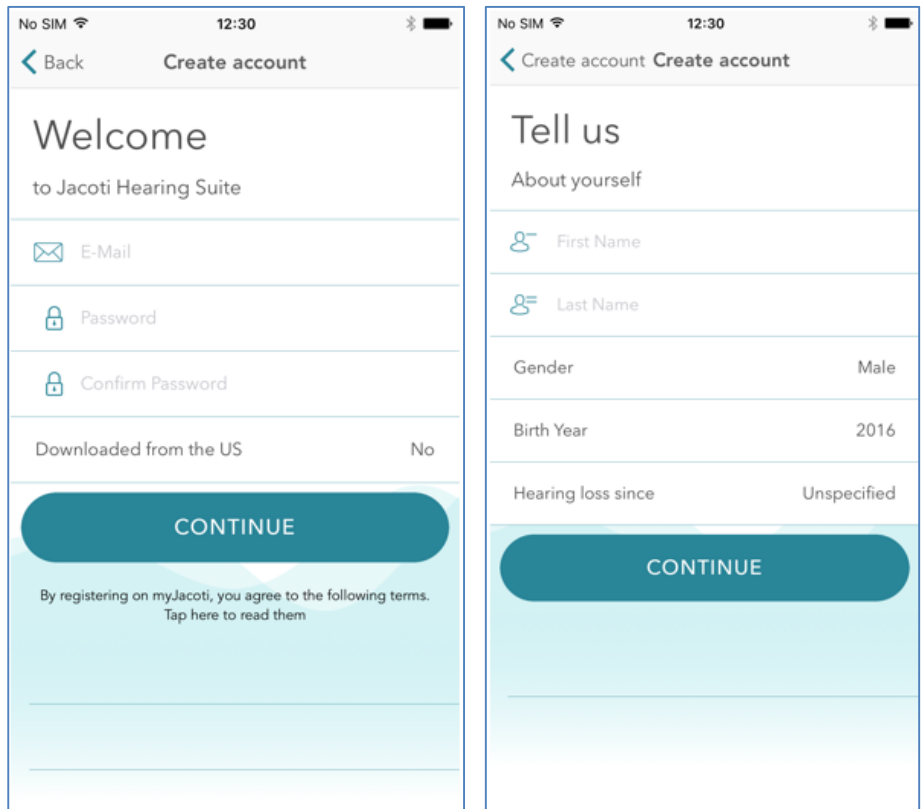 No SIM 12:30
Back Create account
Welcome
to Jacoti Hearing Suite
E-Mail
Password
Confirm Password
Downloaded from the US No
CONTINUE
By registering on myJacoti, you agree to the following terms.
Tap here to read them
No SIM 12:30
Create account Create account
Tell us
About yourself
First Name
Last Name
Gender Male
Birth Year 2016
Hearing loss since Unspecified
CONTINUE